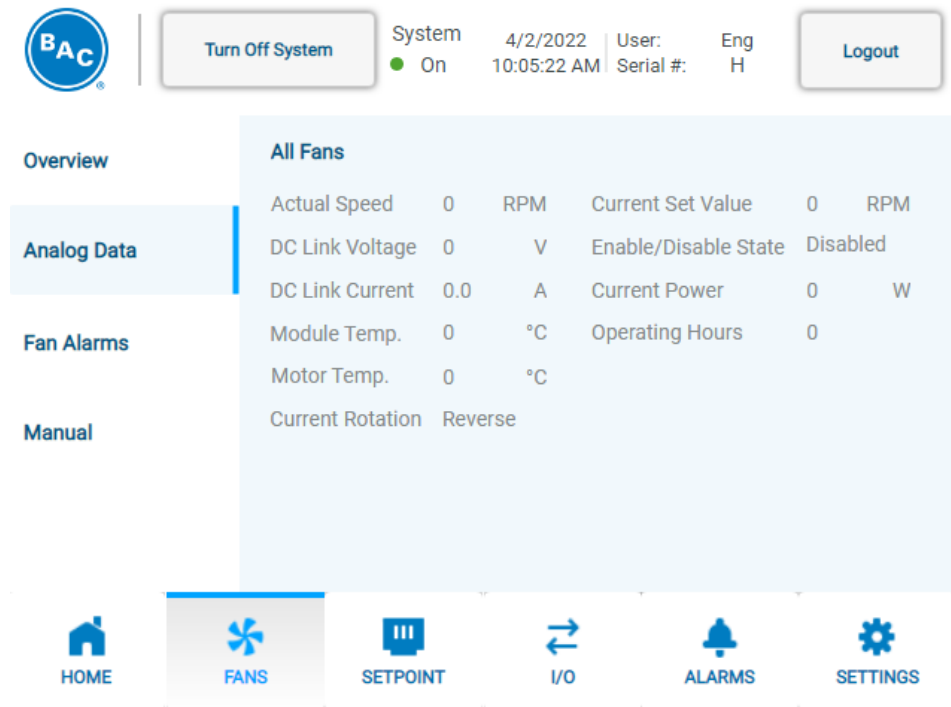 BAC
®
Turn Off System
System
On
4/2/2022
10:05:22 AM
User: Eng
Serial #: H
Logout
Overview
Analog Data
Fan Alarms
Manual
All Fans
Actual Speed 0 RPM Current Set Value 0 RPM
DC Link Voltage 0 V Enable/Disable State Disabled
DC Link Current 0.0 A Current Power 0 W
Module Temp. 0 °C Operating Hours 0
Motor Temp. 0 °C
Current Rotation Reverse
HOME FANS SETPOINT I/O ALARMS SETTINGS